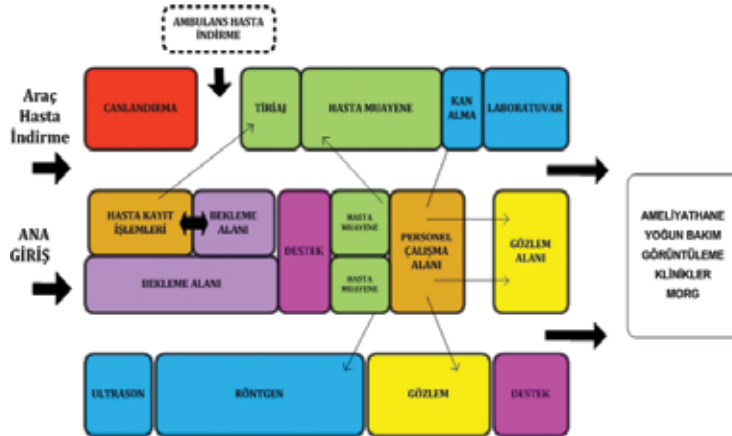 AMBULANS HASTA
İNDİRME
Araç
Hasta
İndirme
CANLANDIRMA
TİRİAJ
HASTA MUAYENE
KAN
ALMA
LABORATUVAR
ANA
GİRİŞ
HASTA KAYIT
İŞLEMLERİ
BEKLEME
ALANI
BEKLEME ALANI
DESTEK
HASTA
MUAYENE
HASTA
MUAYENE
PERSONEL
ÇALIŞMA
ALANI
GÖZLEM
ALANI
AMELİYATHANE
YOĞUN BAKIM
GÖRÜNTÜLEME
KLİNİKLER
MORG
ULTRASON
RÖNTGEN
GÖZLEM
DESTEK